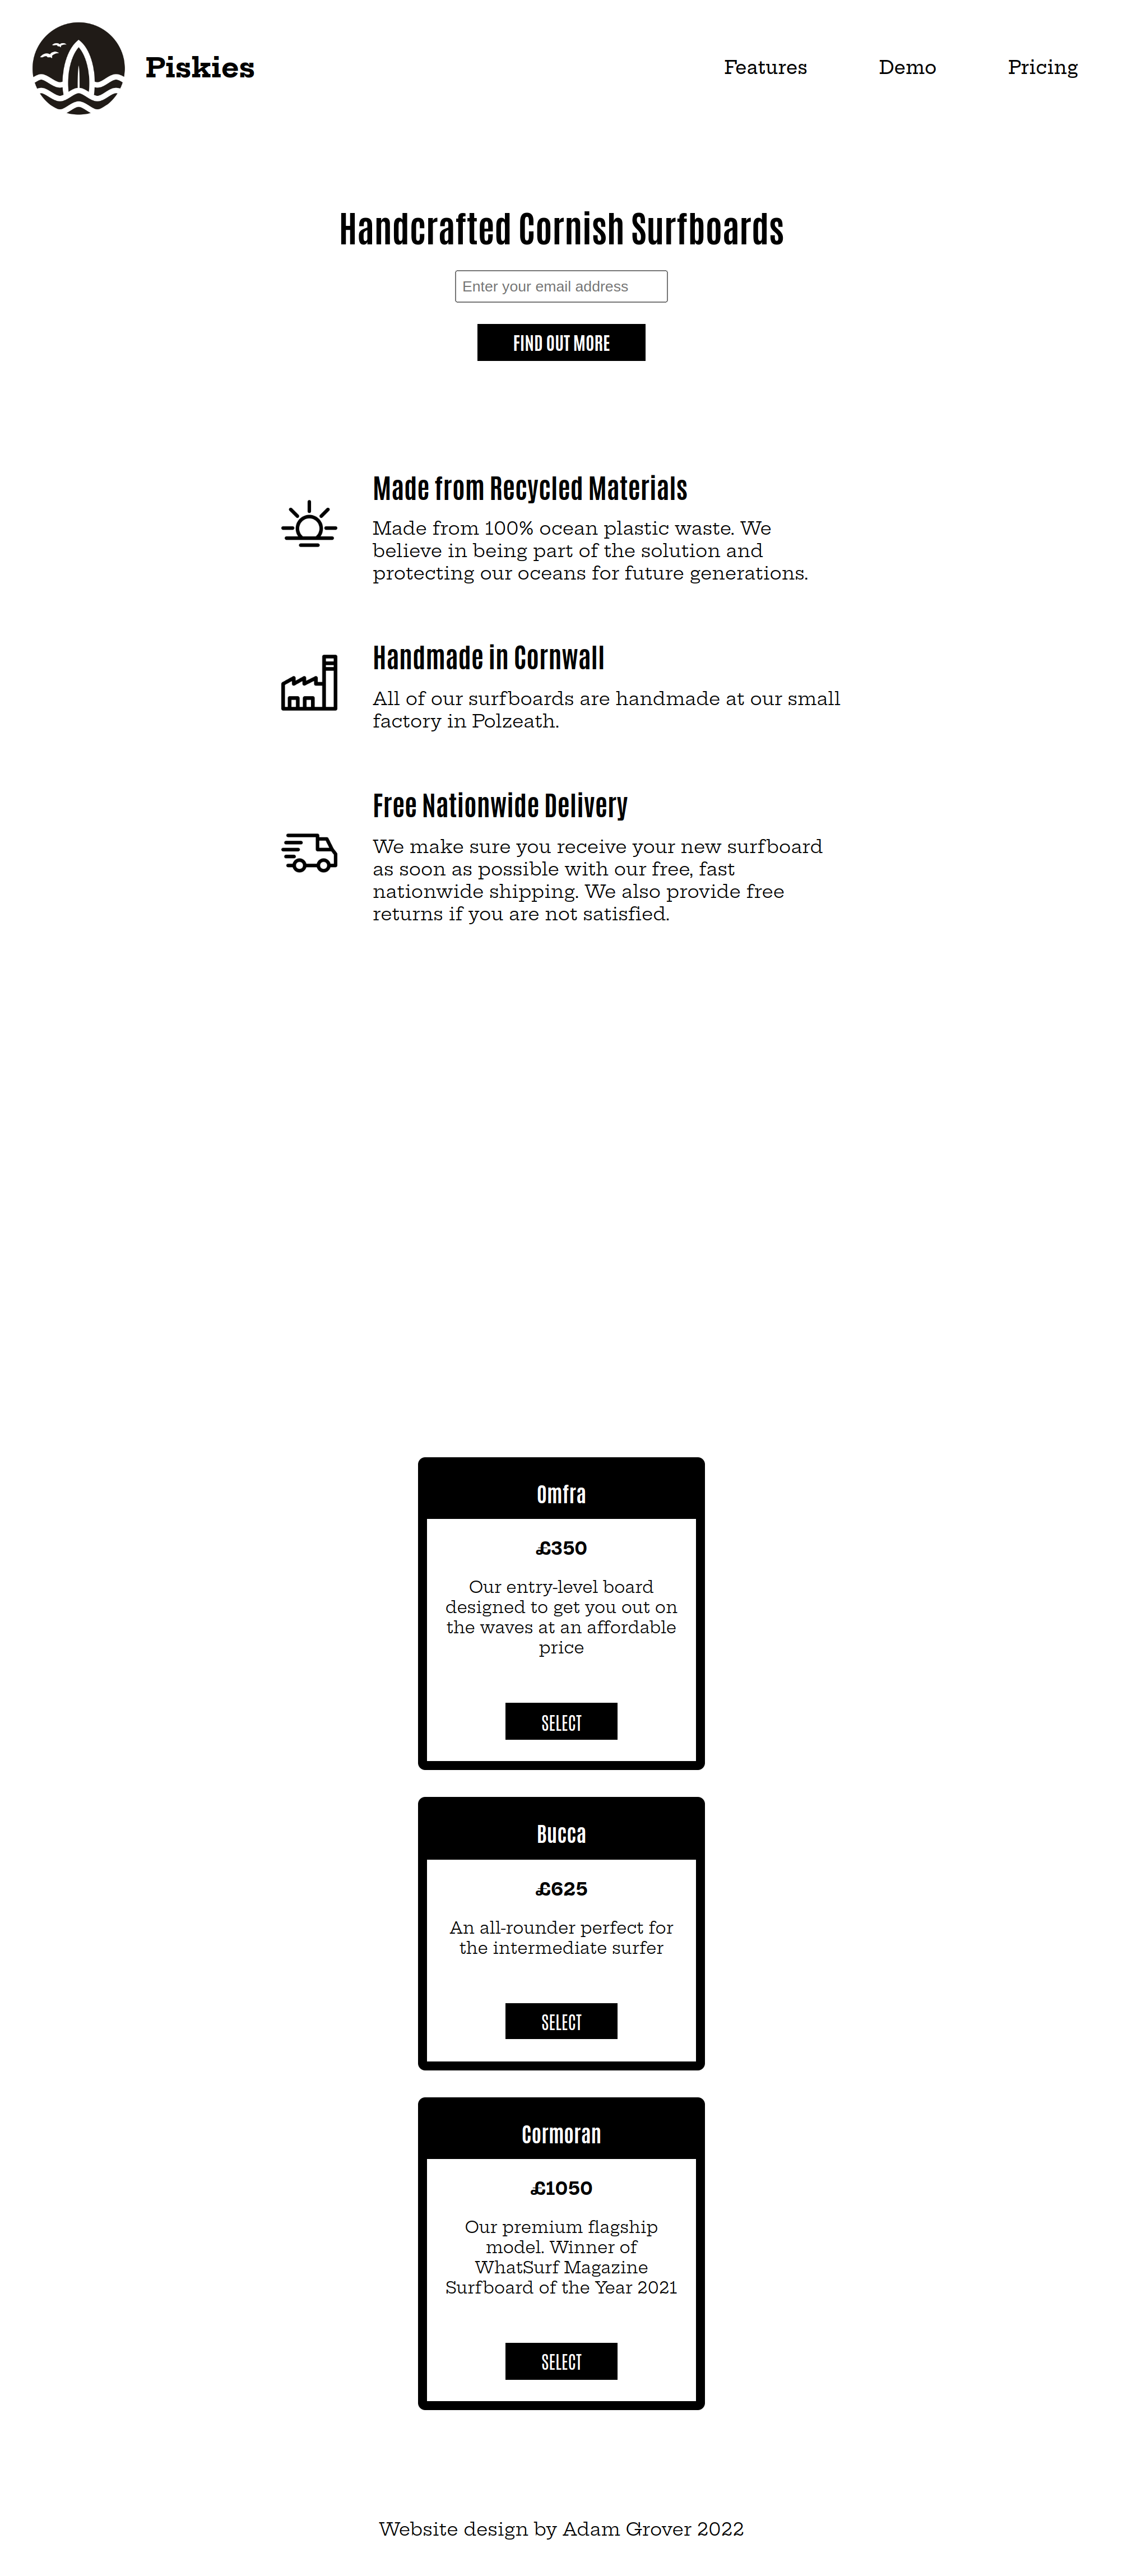 Piskies
Features
Demo
Pricing
Handcrafted Cornish Surfboards
Enter your email address
FIND OUT MORE
Made from Recycled Materials
Made from 100% ocean plastic waste. We
believe in being part of the solution and
protecting our oceans for future generations.
Handmade in Cornwall
All of our surfboards are handmade at our small
factory in Polzeath.
Free Nationwide Delivery
We make sure you receive your new surfboard
as soon as possible with our free, fast
nationwide shipping. We also provide free
returns if you are not satisfied.
Omfra
£350
Our entry-level board
designed to get you out on
the waves at an affordable
price
SELECT
Bucca
£625
An all-rounder perfect for
the intermediate surfer
SELECT
Cormoran
£1050
Our premium flagship
model. Winner of
WhatSurf Magazine
Surfboard of the Year 2021
SELECT
Website design by Adam Grover 2022